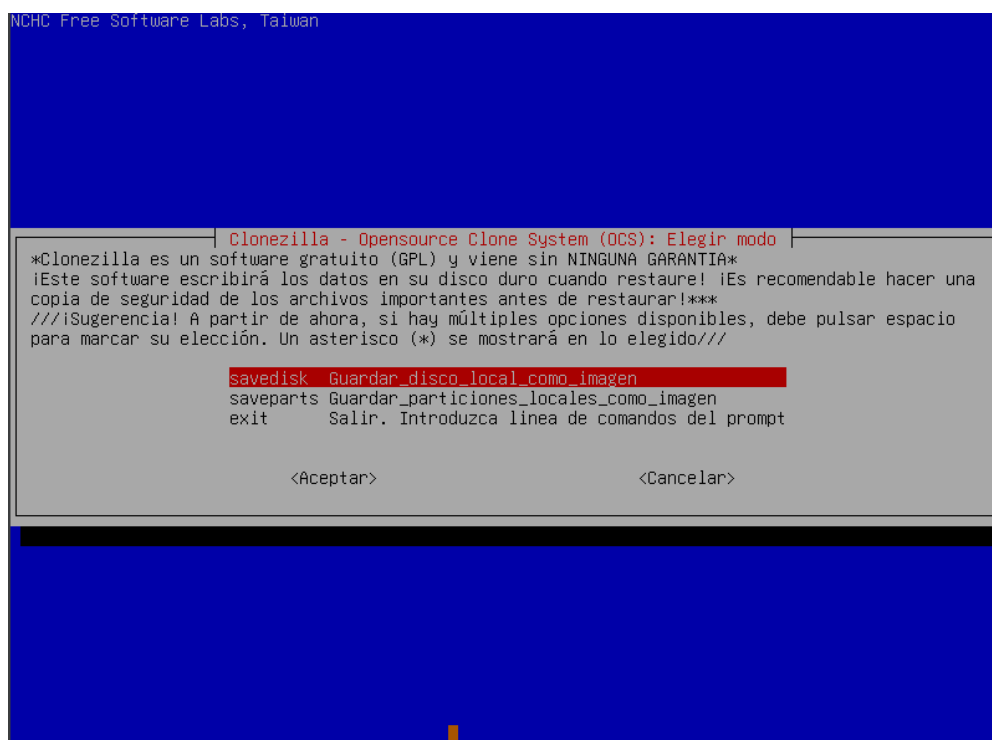 NCHC Free Software Labs, Taiwan
Clonezilla - Opensource Clone System (OCS): Elegir modo
*Clonezilla es un software gratuito (GPL) y viene sin NINGUNA GARANTIA*
¡Este software escribirá los datos en su disco duro cuando restaure! ¡Es recomendable hacer una
copia de seguridad de los archivos importantes antes de restaurar!***
///¡Sugerencia! A partir de ahora, si hay múltiples opciones disponibles, debe pulsar espacio
para marcar su elección. Un asterisco (*) se mostrará en lo elegido///
savedisk Guardar_disco_local_como_imagen
saveparts Guardar_particiones_locales_como_imagen
exit Salir. Introduzca linea de comandos del prompt
<Aceptar> <Cancelar>